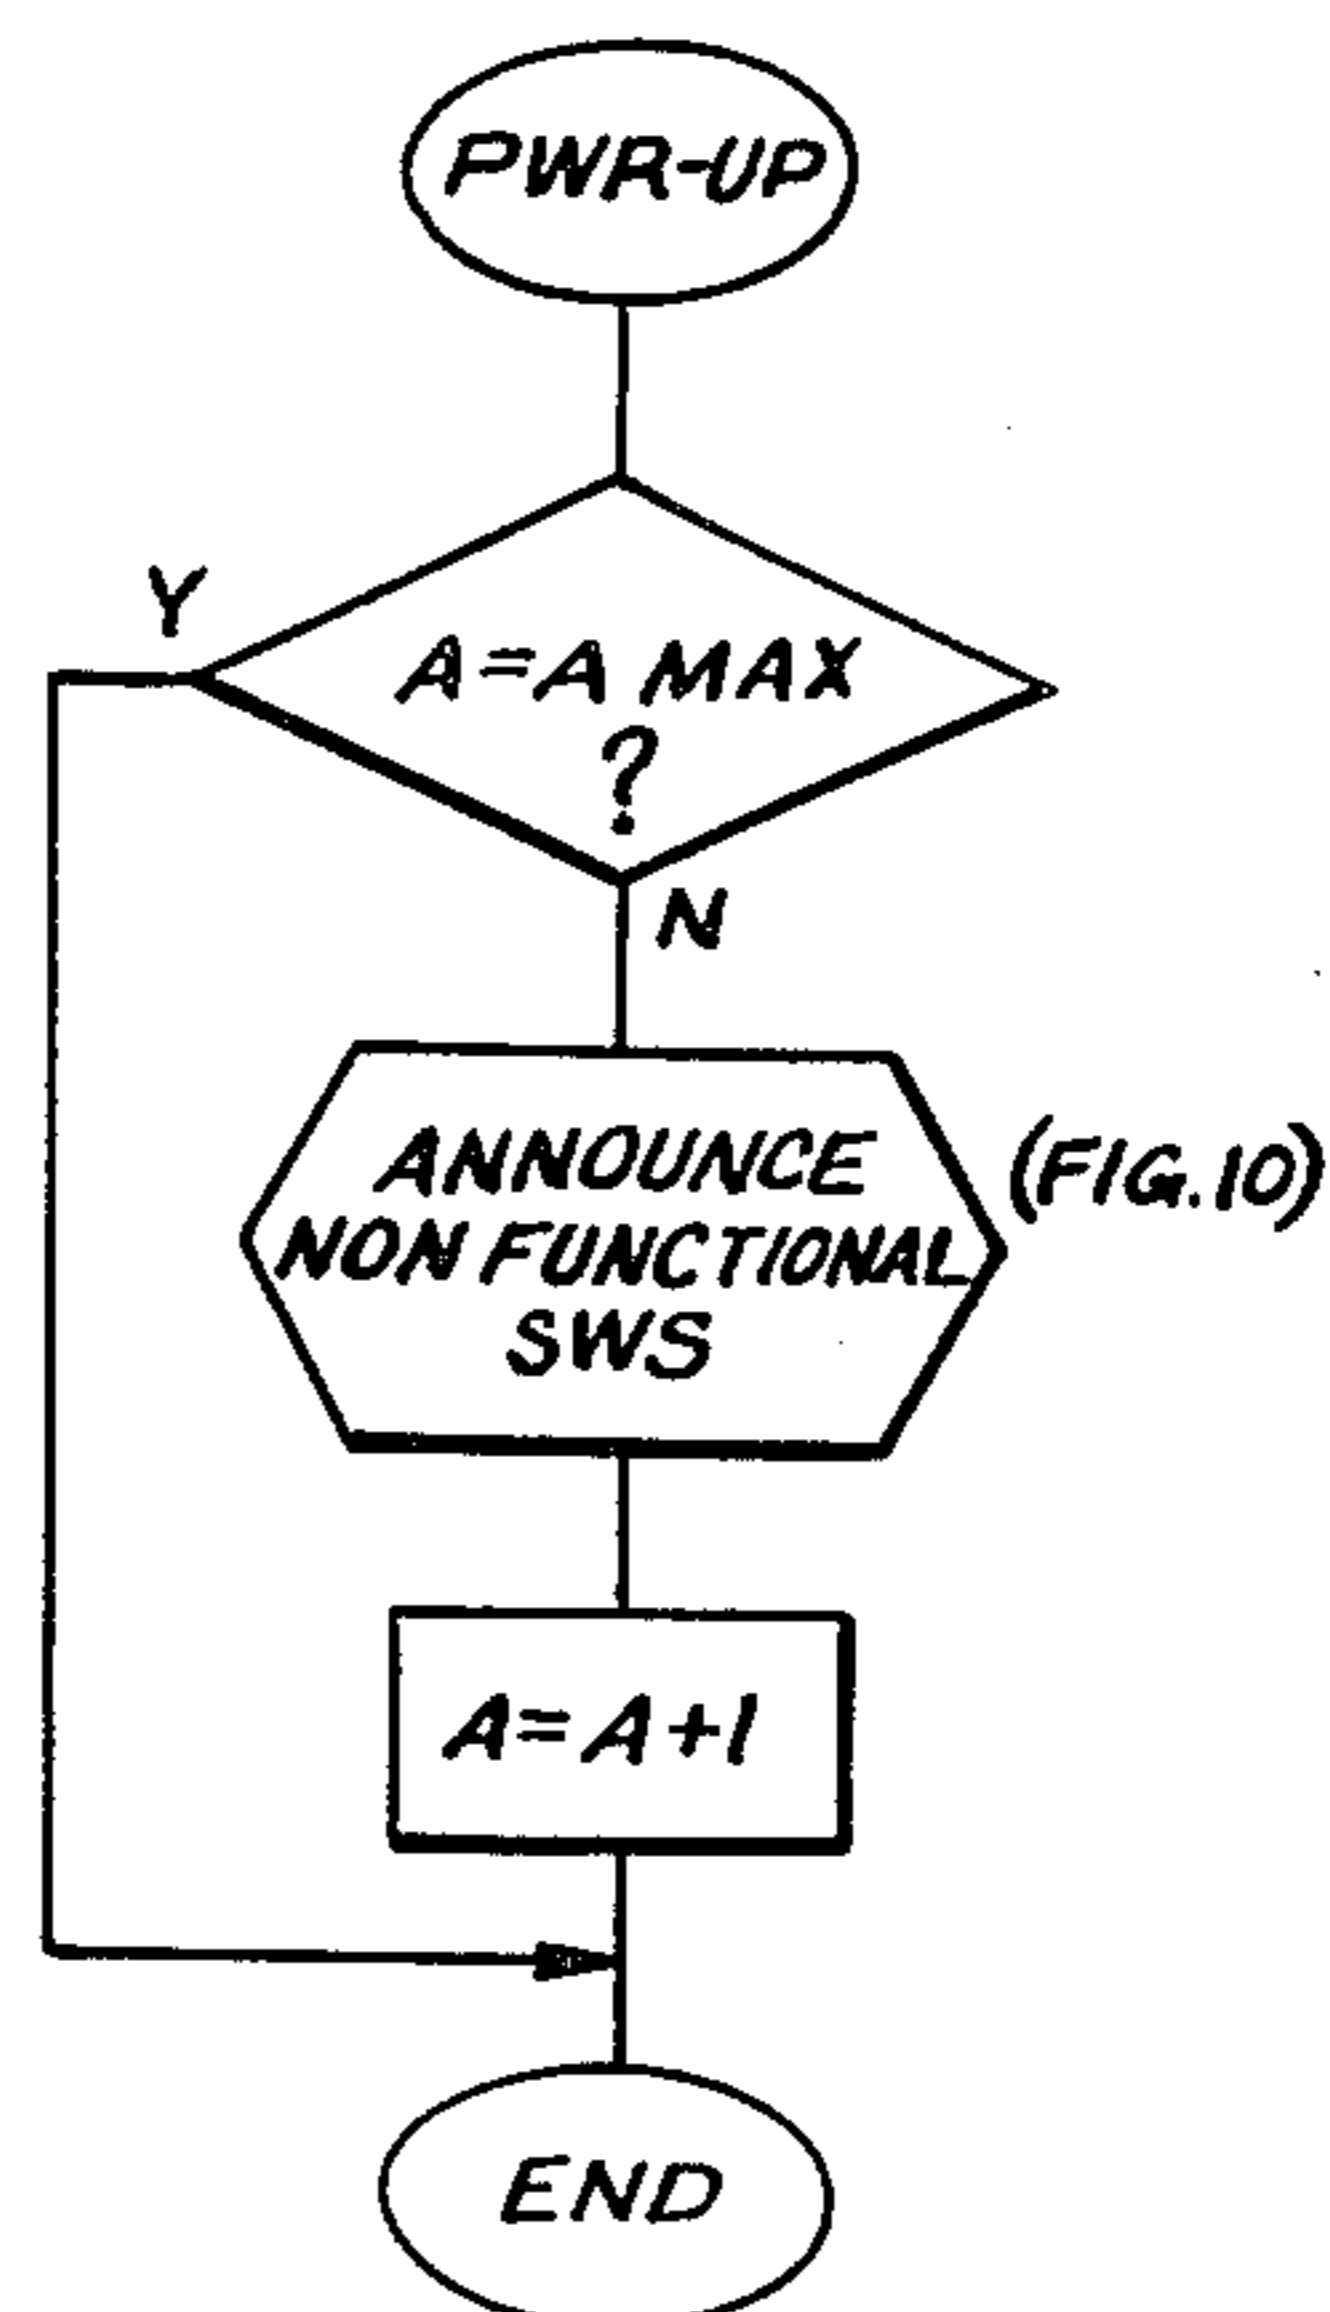 PWR-UP
Y
A=A MAX
?
N
ANNOUNCE
NON FUNCTIONAL
SWS
(FIG.10)
A=A+1
END